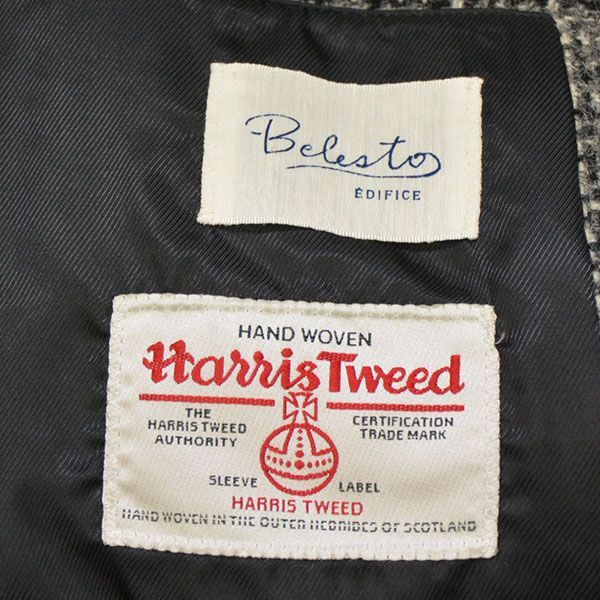 Belesto
ÉDIFICE
HAND WOVEN
Harris Tweed
THE HARRIS TWEED AUTHORITY
CERTIFICATION TRADE MARK
SLEEVE LABEL
HARRIS TWEED
HAND WOVEN IN THE OUTER HEBRIDES OF SCOTLAND